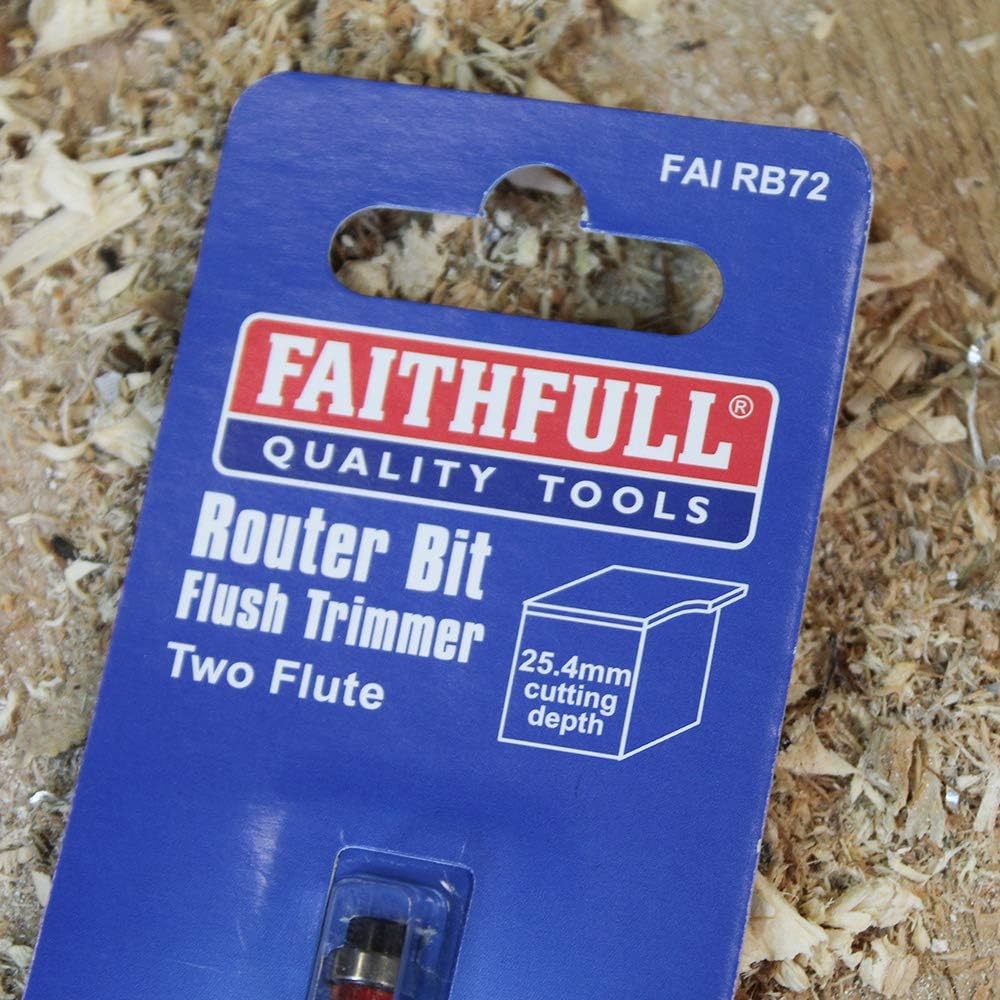 FAI RB72
FAITHFULL®
QUALITY TOOLS
Router Bit
Flush Trimmer
Two Flute
25.4mm
cutting
depth